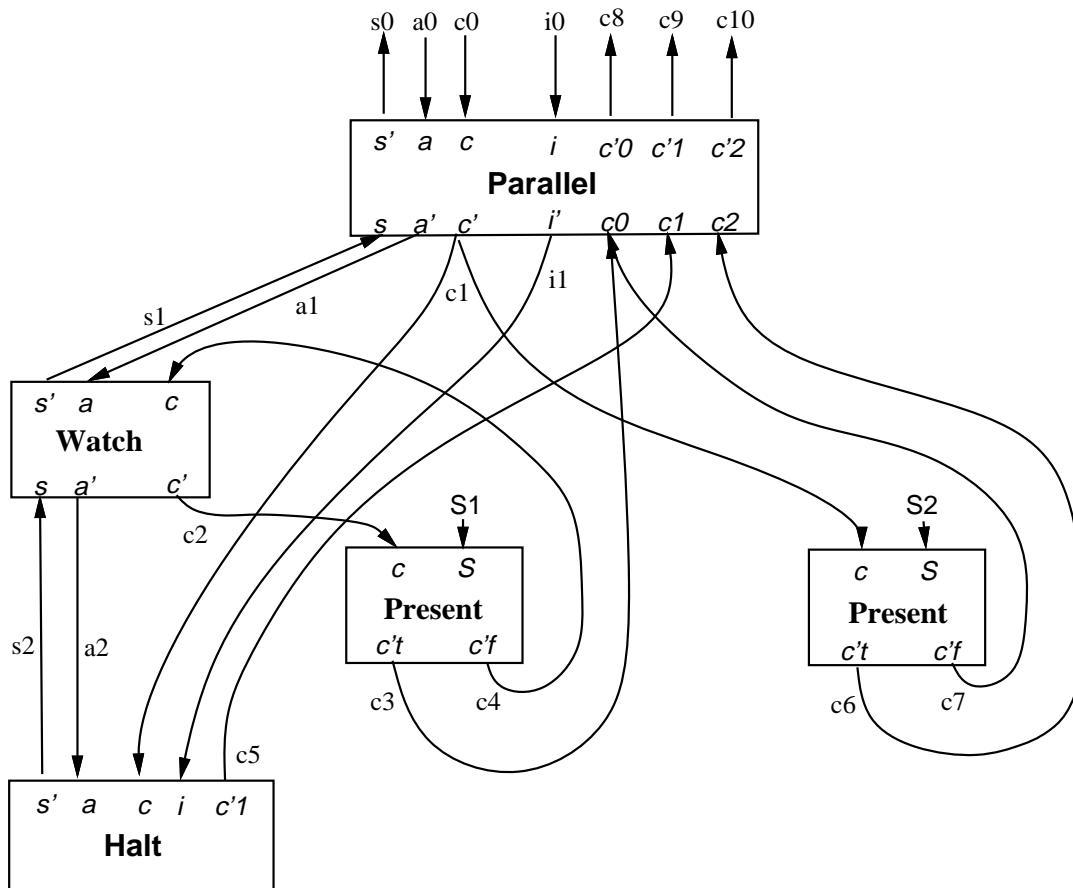 s0 a0 c0 i0 c8 c9 c10
s' a c i c'0 c'1 c'2
Parallel
s a' c' i' c0 c1 c2
s1 a1 c1 i1
s' a c
Watch
s a' c'
c2 S1 S2
c S
Present
c't c'f
c S
Present
c't c'f
s2 a2 c3 c4 c6 c7
c5
s' a c i c'1
Halt